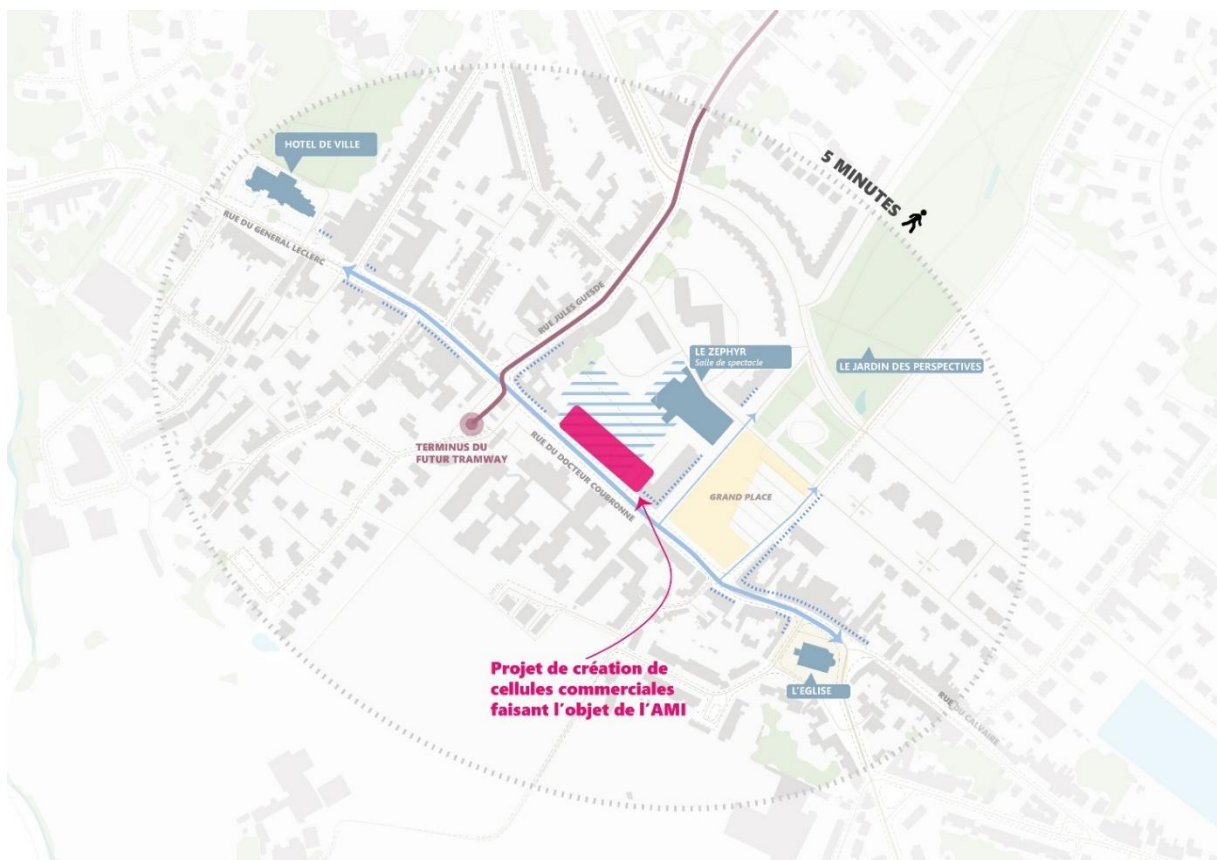 HOTEL DE VILLE
5 MINUTES
RUE DU GENERAL LECLERC
RUE JULES GUESDE
LE ZEPHYR
Salle de spectacle
LE JARDIN DES PERSPECTIVES
TERMINUS DU
FUTUR TRAMWAY
RUE DU DOCTEUR COUBRONNE
GRAND PLACE
Projet de création de
cellules commerciales
faisant l'objet de l'AMI
L'EGLISE
RUE DU CALVAIRE